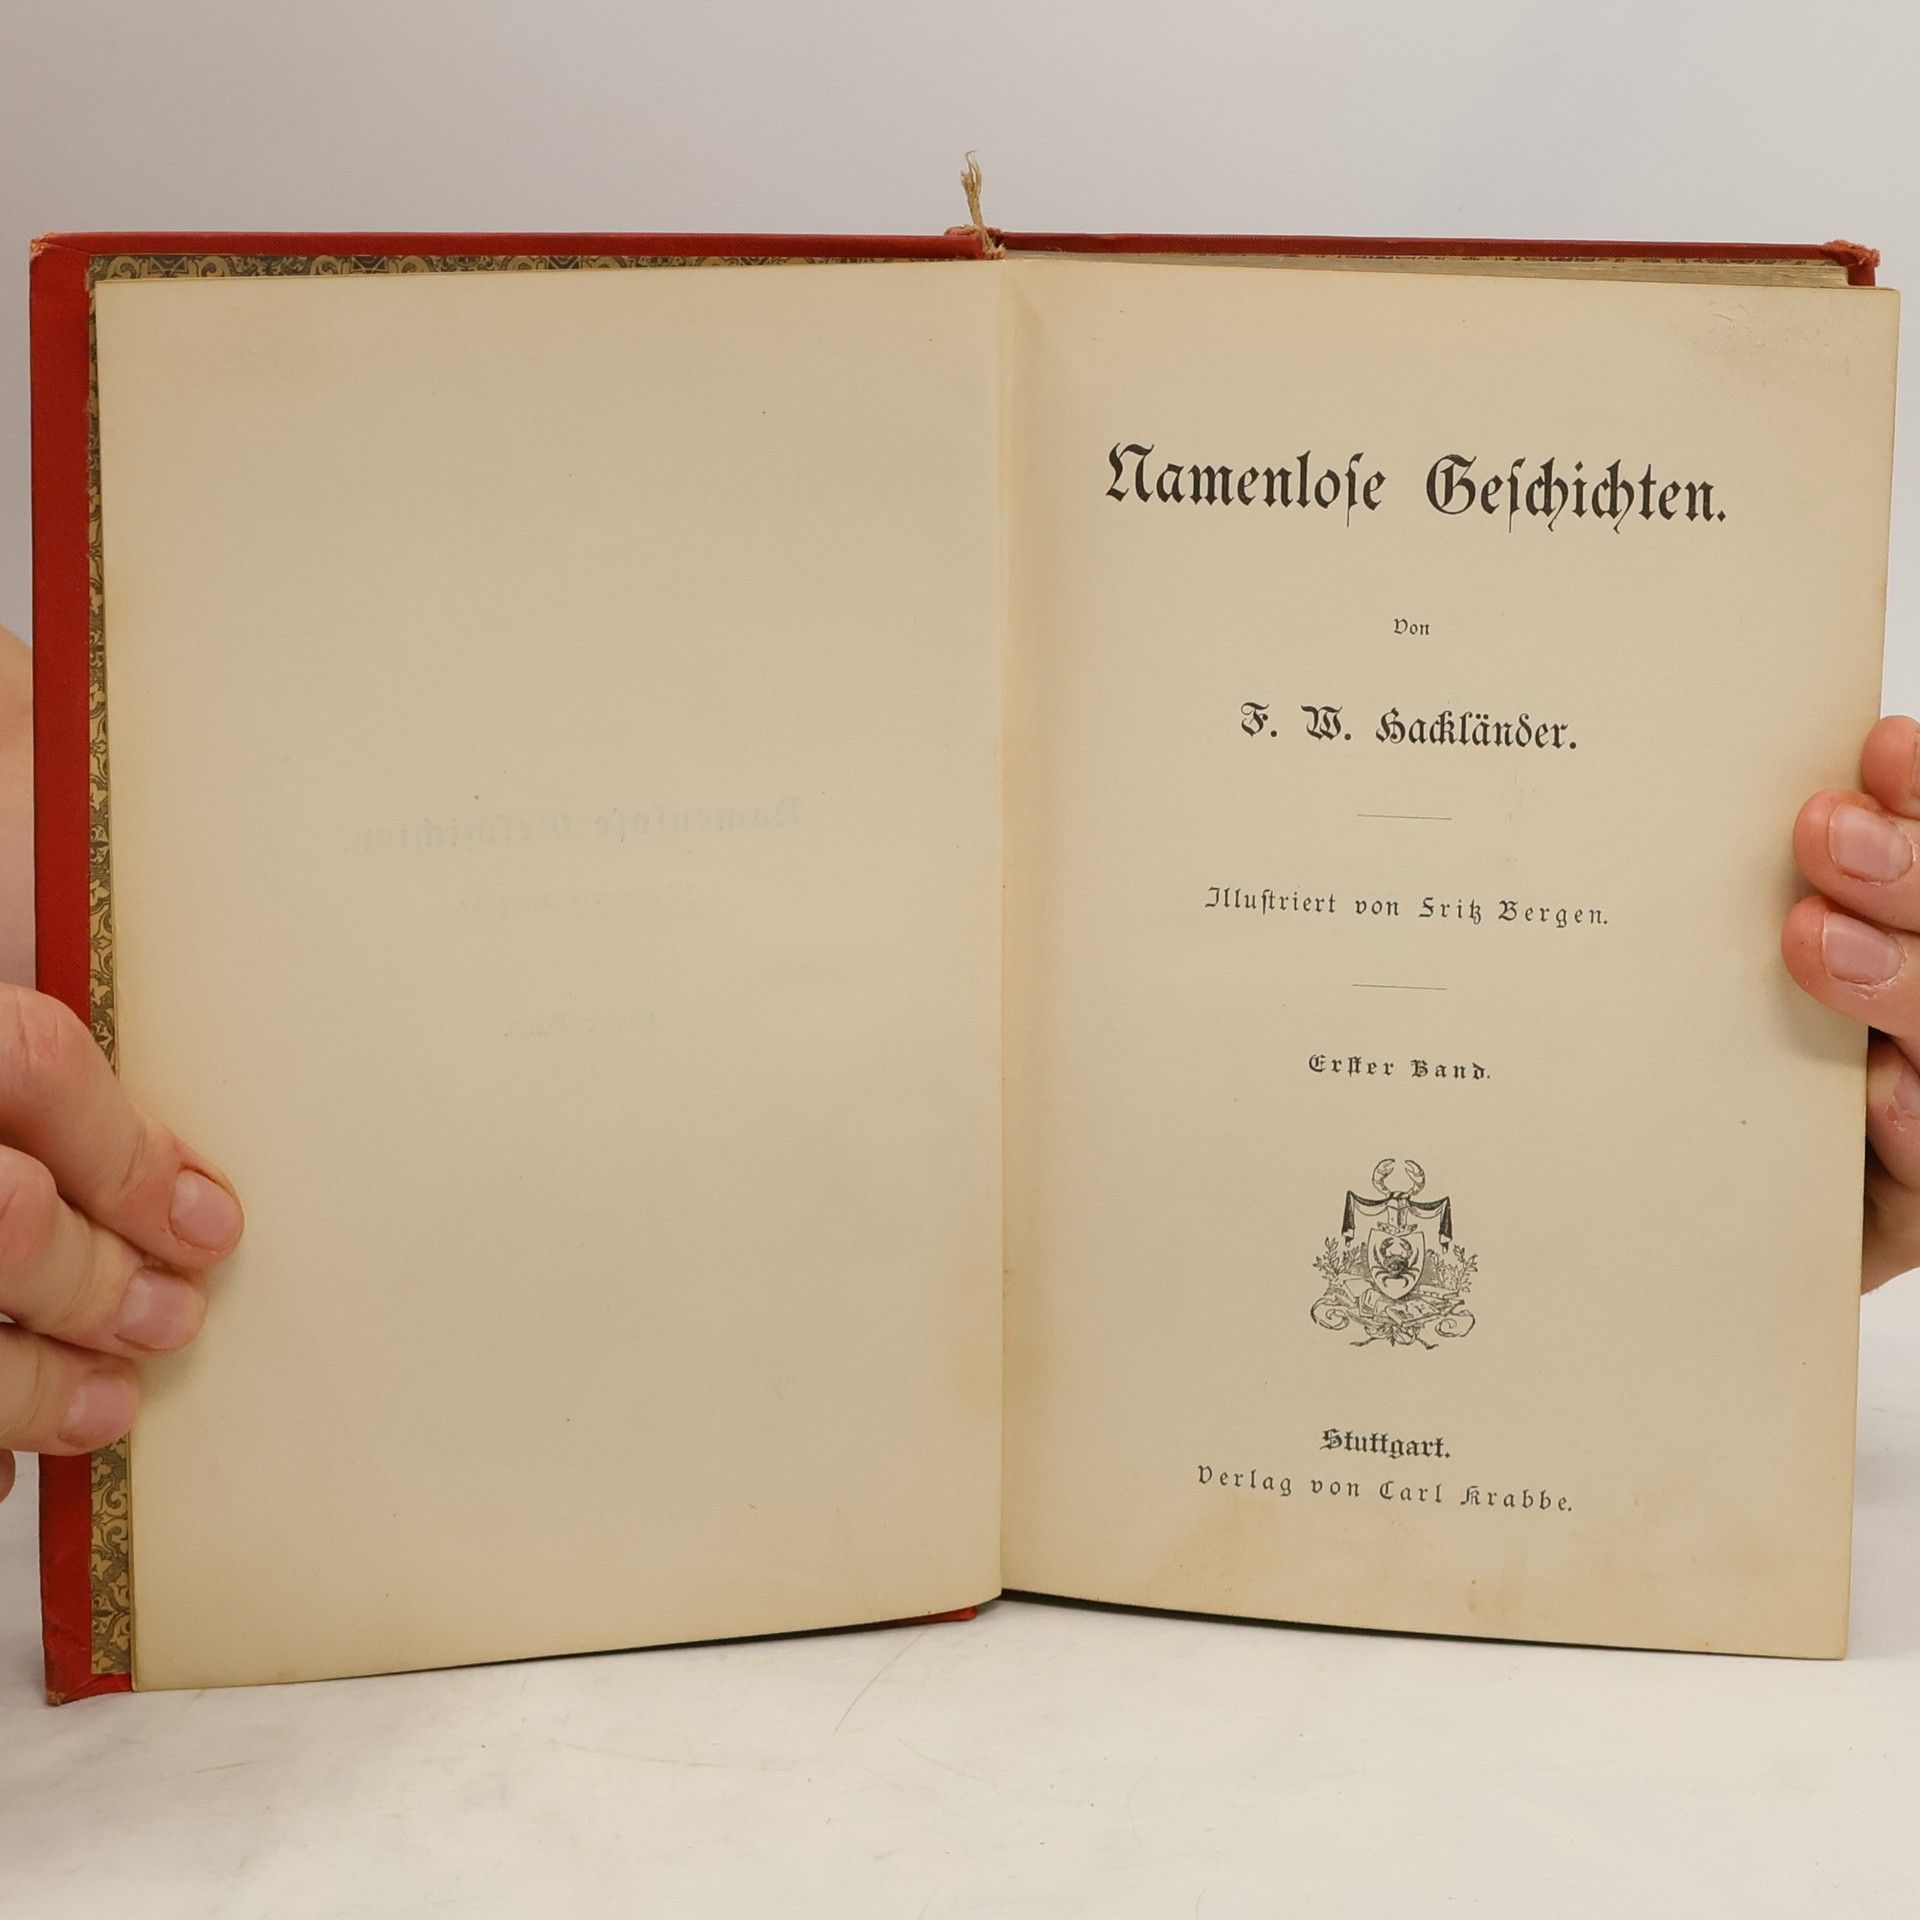 Namenloſe Geſchichten.
Von
F. W. Hackländer.
Illuſtriert von Fritz Bergen.
Erſter Band.
Stuttgart.
Verlag von Carl Krabbe.